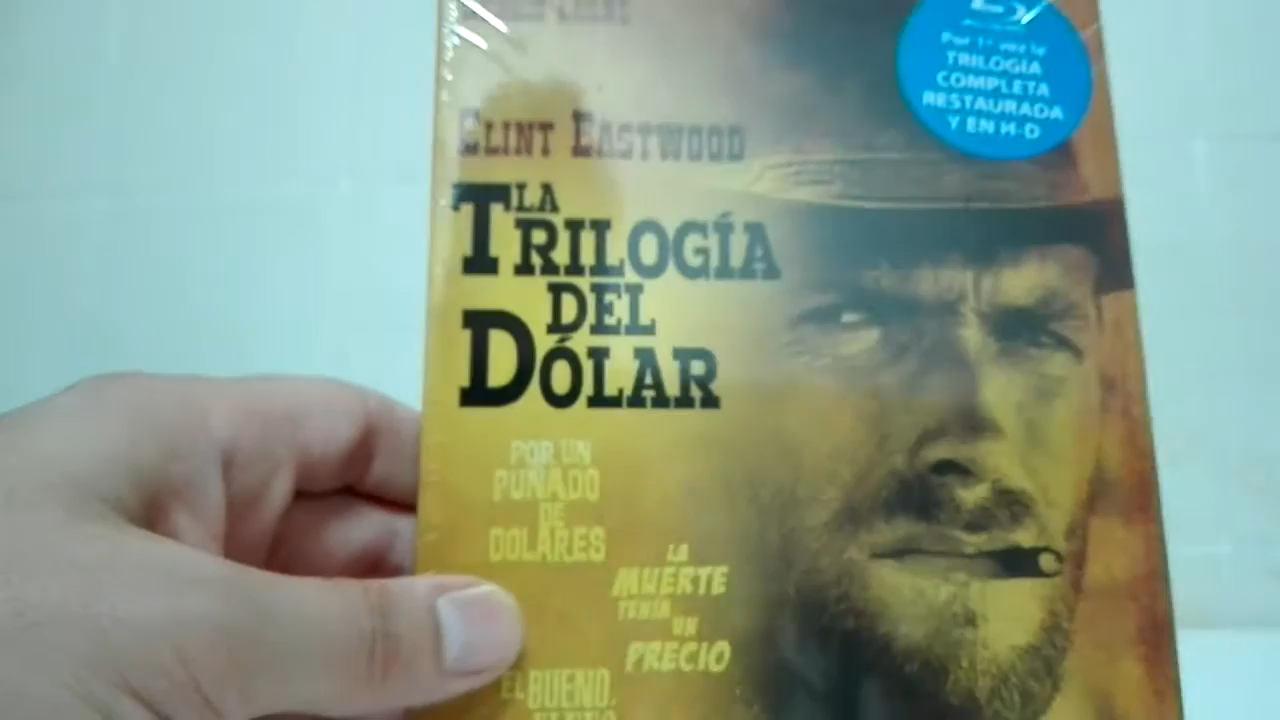 Por 1ª vez la
TRILOGÍA
COMPLETA
RESTAURADA
Y EN H-D
CLINT EASTWOOD
LA
TRILOGÍA
DEL
DÓLAR
POR UN
PUÑADO
DE
DOLARES
LA
MUERTE
TENÍA
UN
PRECIO
EL BUENO,